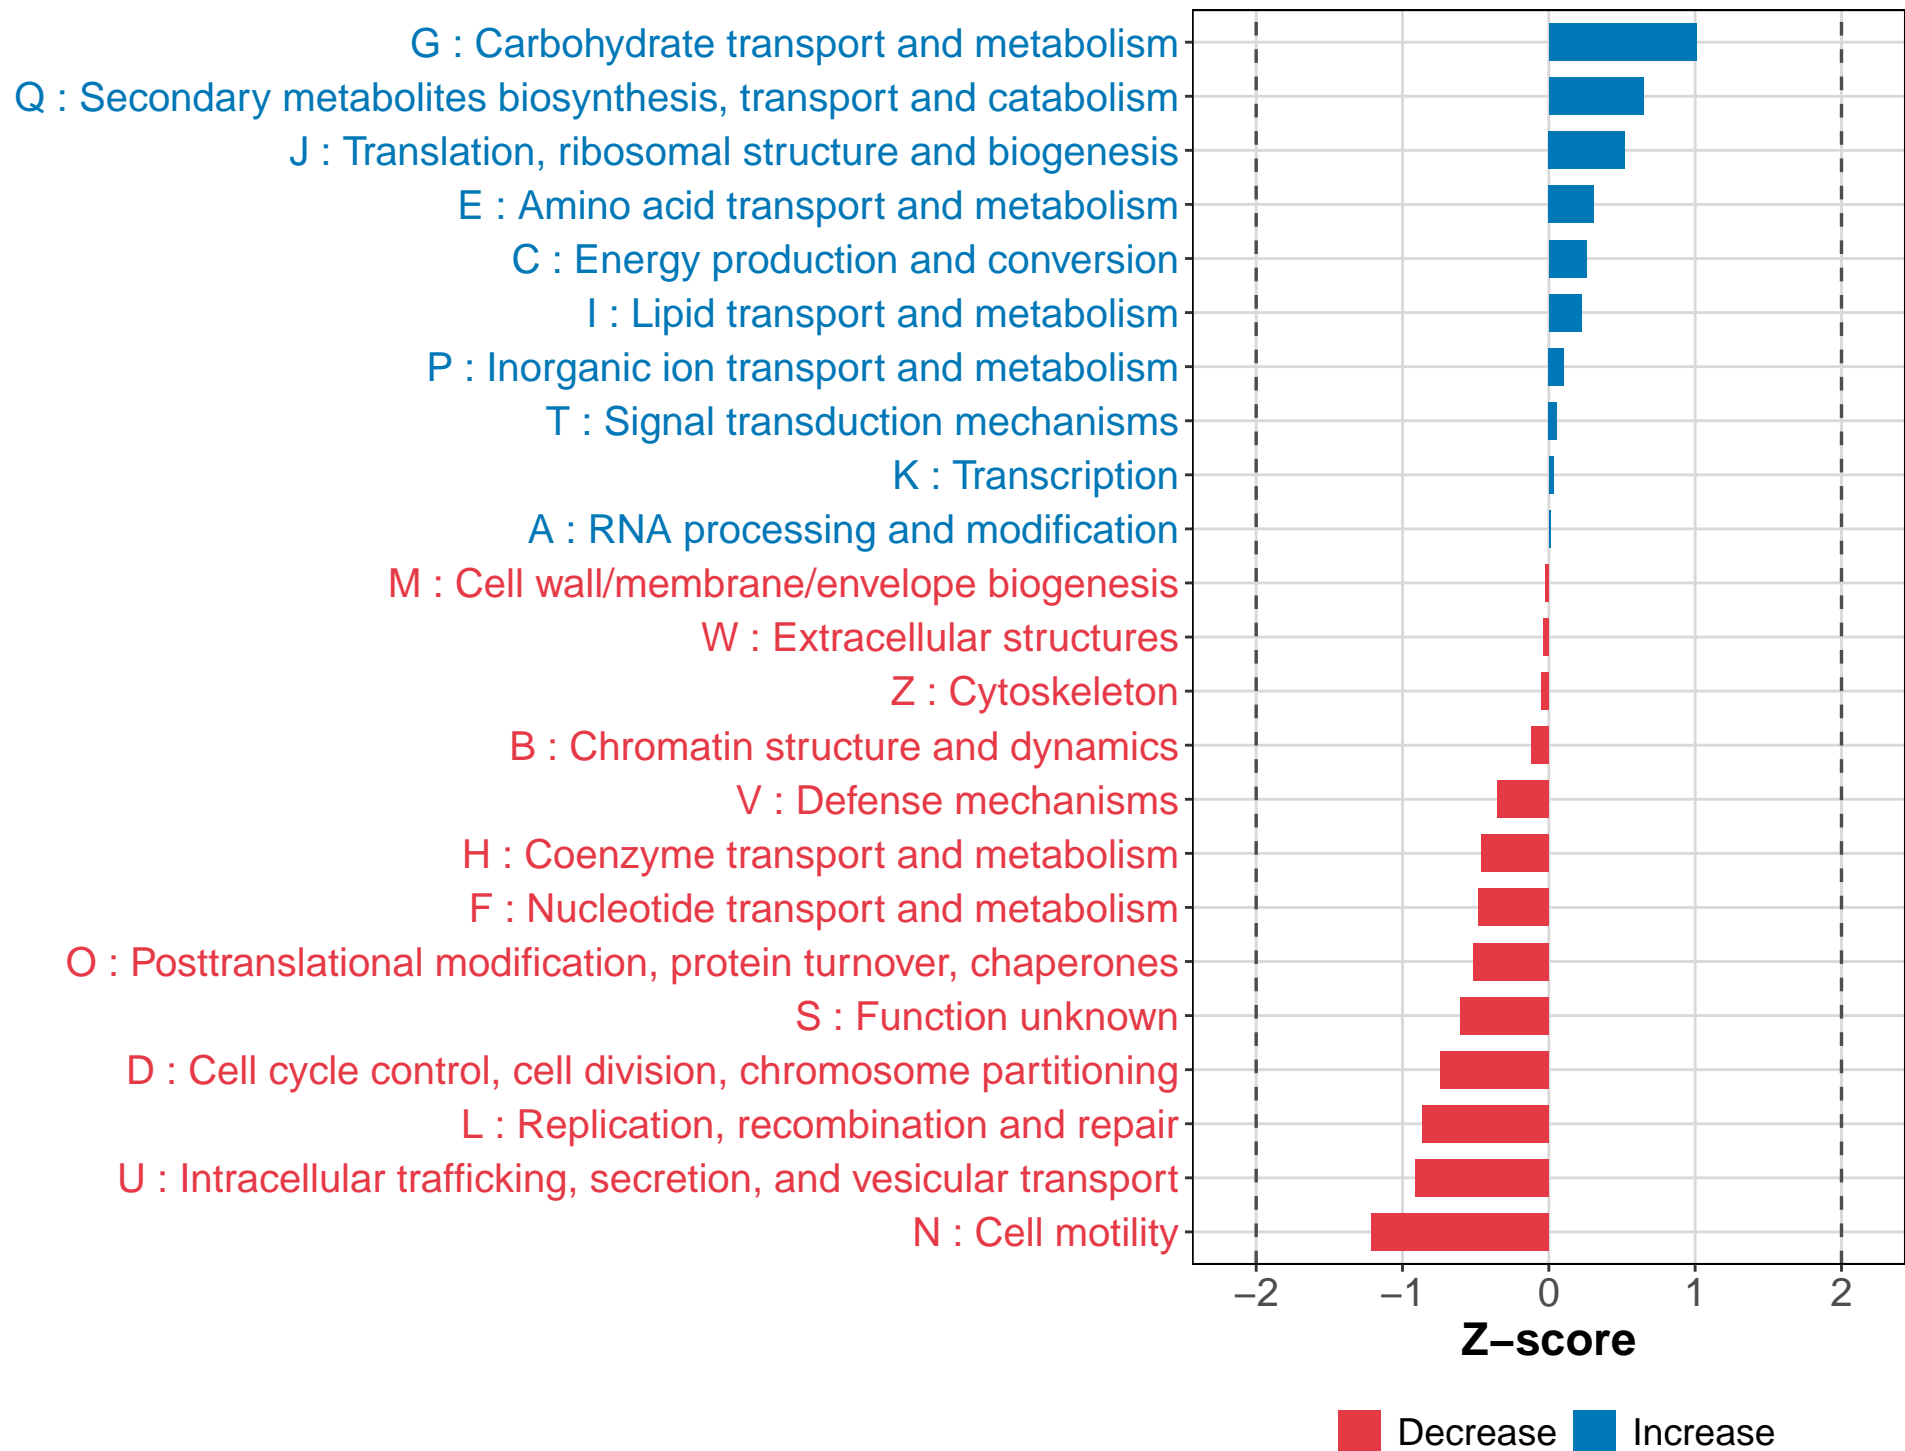 G : Carbohydrate transport and metabolism
Q : Secondary metabolites biosynthesis, transport and catabolism
J : Translation, ribosomal structure and biogenesis
E : Amino acid transport and metabolism
C : Energy production and conversion
I : Lipid transport and metabolism
P : Inorganic ion transport and metabolism
T : Signal transduction mechanisms
K : Transcription
A : RNA processing and modification
M : Cell wall/membrane/envelope biogenesis
W : Extracellular structures
Z : Cytoskeleton
B : Chromatin structure and dynamics
V : Defense mechanisms
H : Coenzyme transport and metabolism
F : Nucleotide transport and metabolism
O : Posttranslational modification, protein turnover, chaperones
S : Function unknown
D : Cell cycle control, cell division, chromosome partitioning
L : Replication, recombination and repair
U : Intracellular trafficking, secretion, and vesicular transport
N : Cell motility
−2 −1 0 1 2
Z−score
Decrease Increase